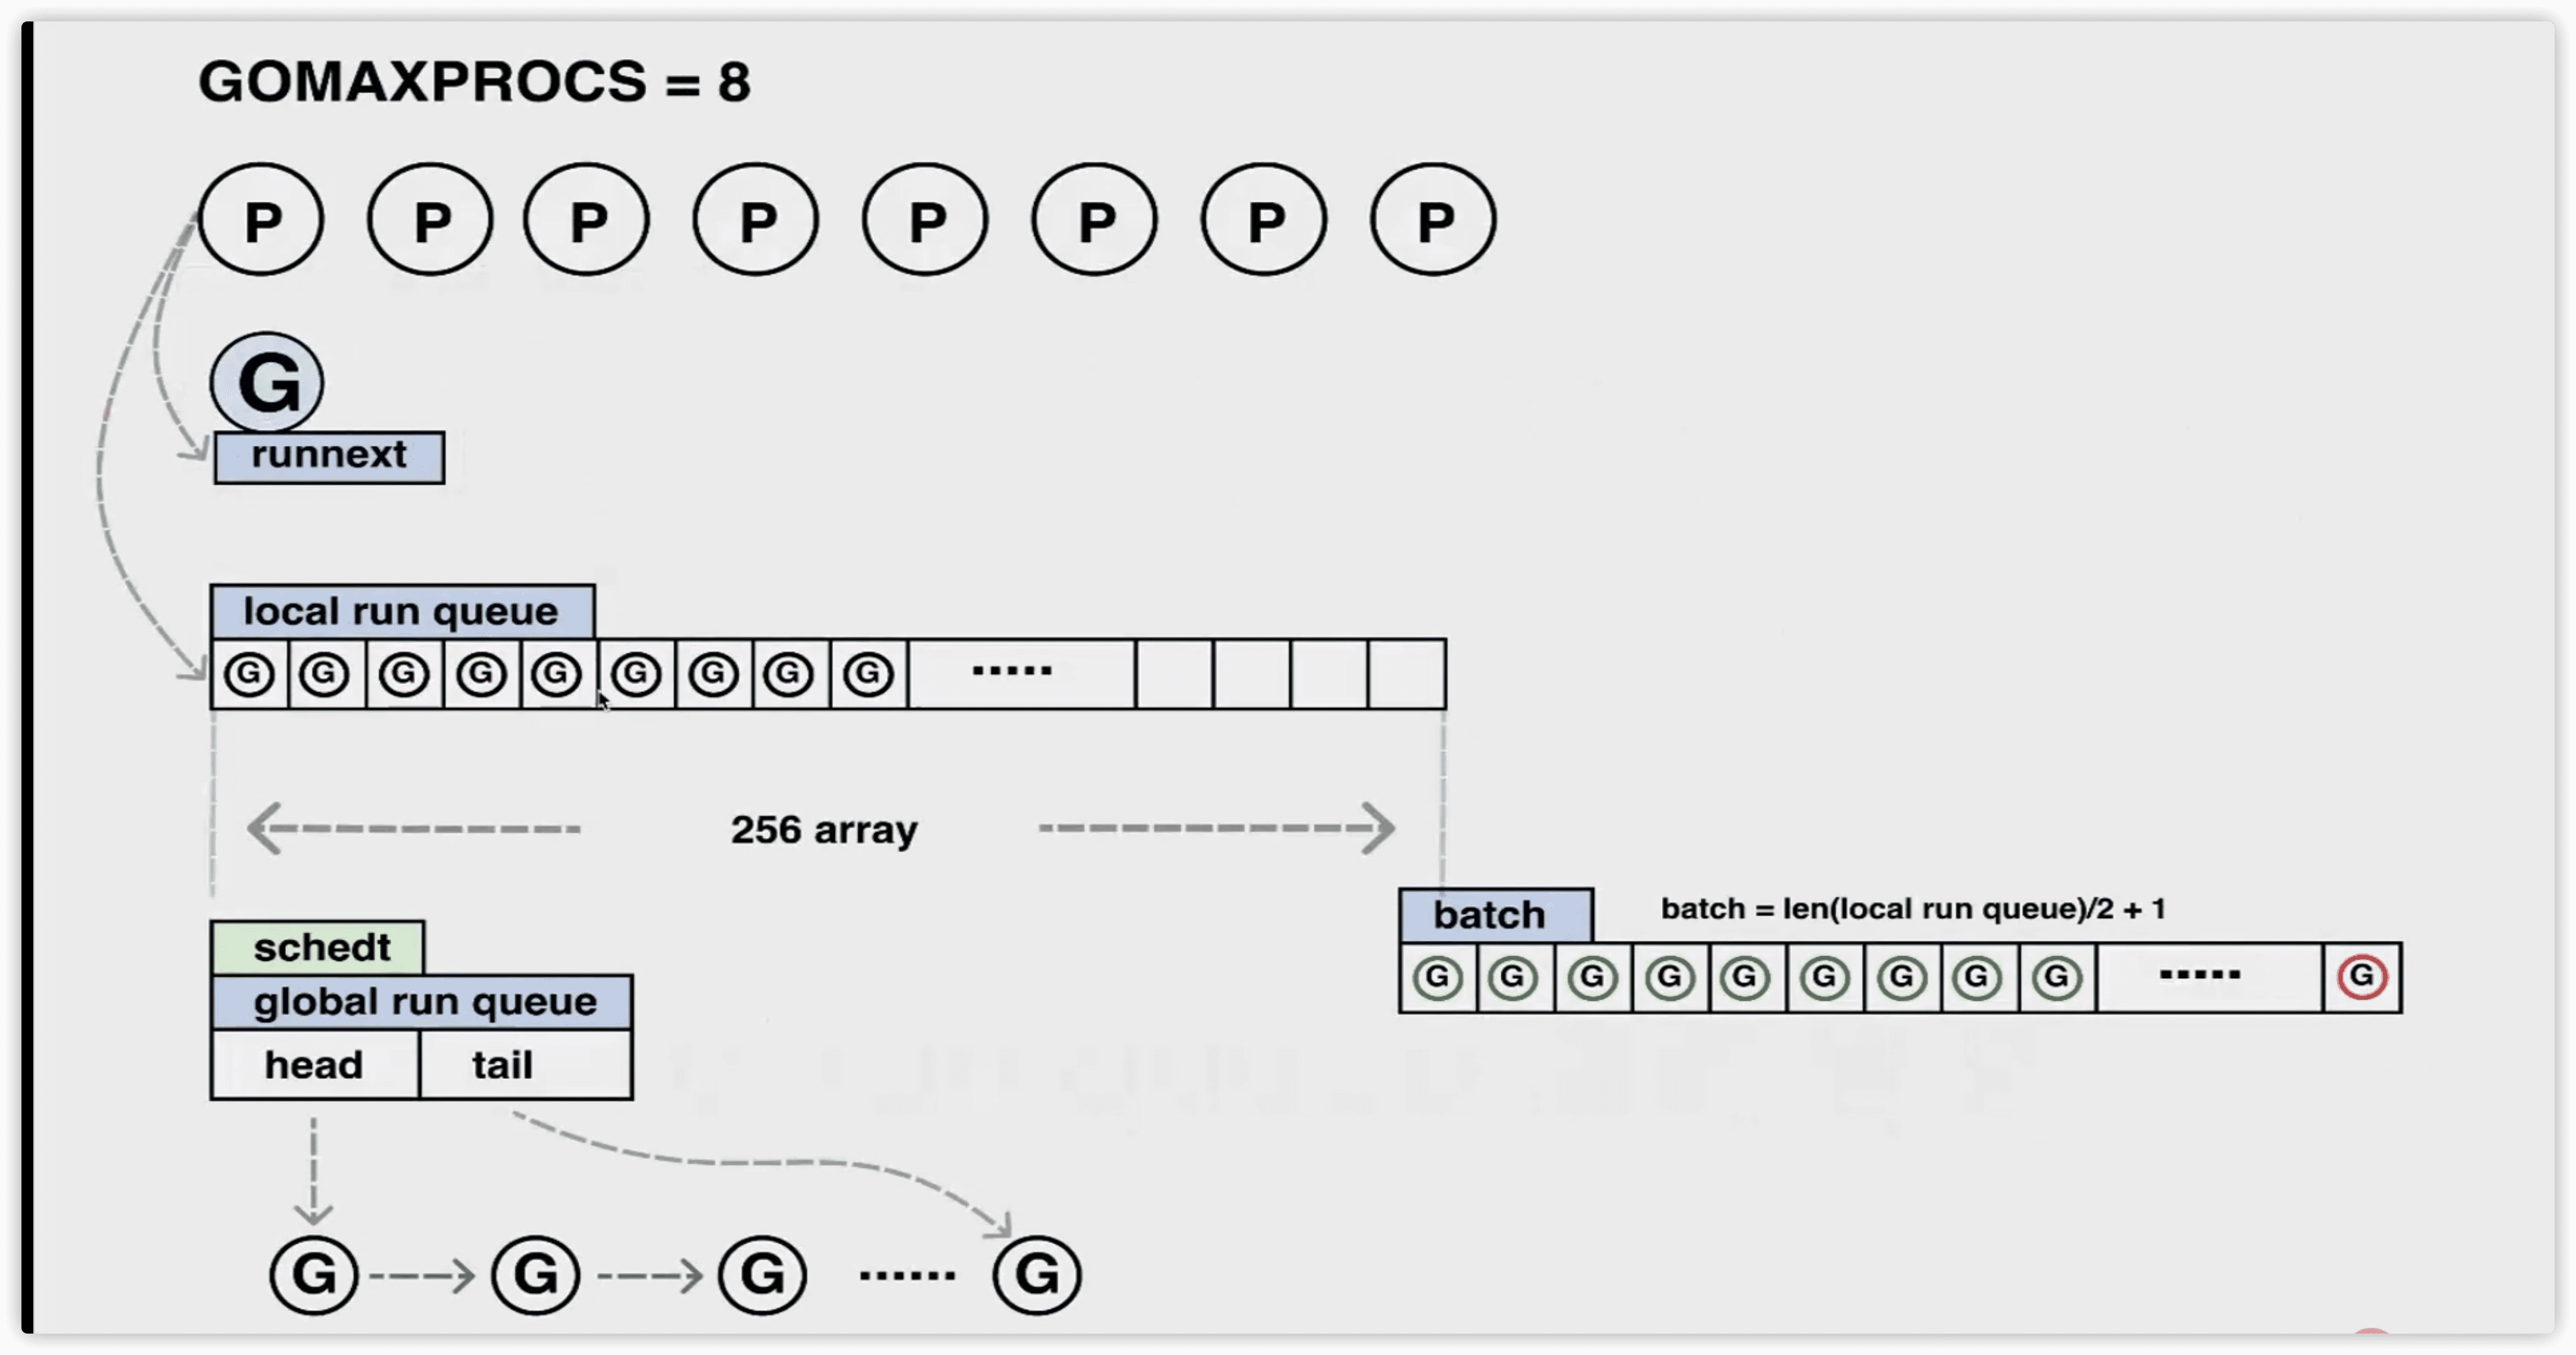 GOMAXPROCS = 8
P P P P P P P P
G
runnext
local run queue
G G G G G G G G G .....
256 array
batch
batch = len(local run queue)/2 + 1
G G G G G G G G G ..... G
schedt
global run queue
head tail
G G G ...... G